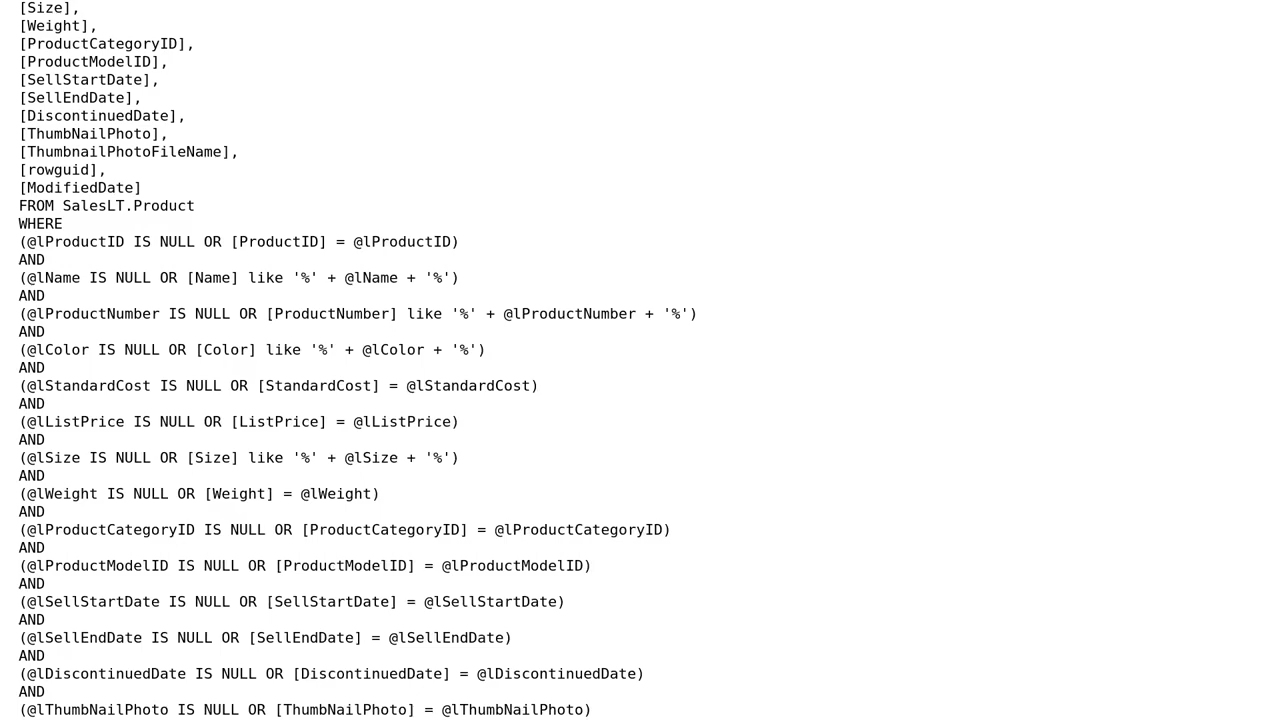 [Size],
[Weight],
[ProductCategoryID],
[ProductModelID],
[SellStartDate],
[SellEndDate],
[DiscontinuedDate],
[ThumbNailPhoto],
[ThumbnailPhotoFileName],
[rowguid],
[ModifiedDate]
FROM SalesLT.Product
WHERE
(@lProductID IS NULL OR [ProductID] = @lProductID)
AND
(@lName IS NULL OR [Name] like '%' + @lName + '%')
AND
(@lProductNumber IS NULL OR [ProductNumber] like '%' + @lProductNumber + '%')
AND
(@lColor IS NULL OR [Color] like '%' + @lColor + '%')
AND
(@lStandardCost IS NULL OR [StandardCost] = @lStandardCost)
AND
(@lListPrice IS NULL OR [ListPrice] = @lListPrice)
AND
(@lSize IS NULL OR [Size] like '%' + @lSize + '%')
AND
(@lWeight IS NULL OR [Weight] = @lWeight)
AND
(@lProductCategoryID IS NULL OR [ProductCategoryID] = @lProductCategoryID)
AND
(@lProductModelID IS NULL OR [ProductModelID] = @lProductModelID)
AND
(@lSellStartDate IS NULL OR [SellStartDate] = @lSellStartDate)
AND
(@lSellEndDate IS NULL OR [SellEndDate] = @lSellEndDate)
AND
(@lDiscontinuedDate IS NULL OR [DiscontinuedDate] = @lDiscontinuedDate)
AND
(@lThumbNailPhoto IS NULL OR [ThumbNailPhoto] = @lThumbNailPhoto)